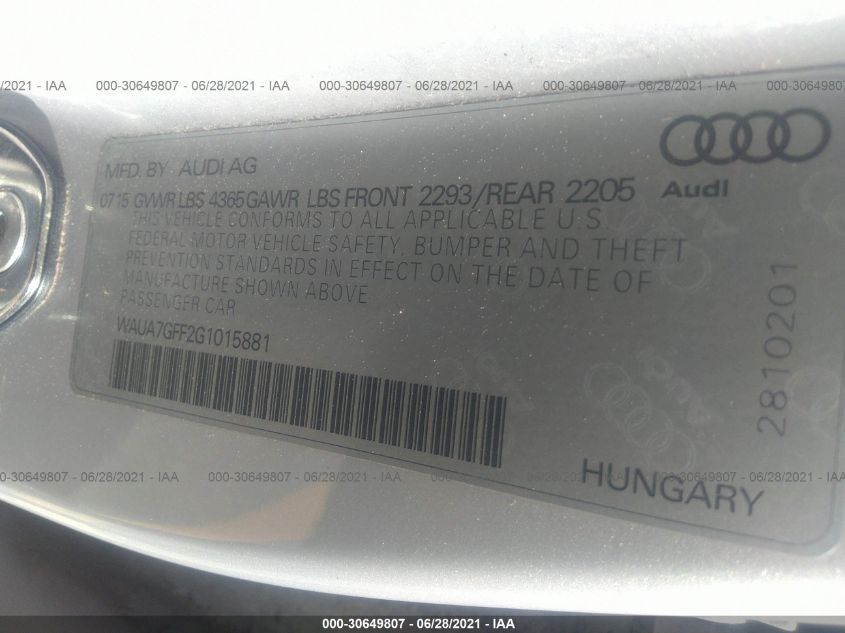 /2021 - IAA 000-30649807 - 06/28/2021 - IAA 000-30649807 - 06/28/2021 - IAA 000-30649807 - 06/28/2021 - IAA
MFD. BY AUDI AG
Audi
07 15 GVWR LBS 4365 GAWR LBS FRONT 2293/REAR 2205
THIS VEHICLE CONFORMS TO ALL APPLICABLE U.S.
FEDERAL MOTOR VEHICLE SAFETY, BUMPER AND THEFT
PREVENTION STANDARDS IN EFFECT ON THE DATE OF
MANUFACTURE SHOWN ABOVE
PASSENGER CAR
WAUA7GFF2G1015881
2810201
HUNGARY
000-30649807 - 06/28/2021 - IAA 000-30649807 - 06/28/2021 - IAA 000-30649807 - 06/28/2021 - IAA 000-30649807
000-30649807 - 06/28/2021 - IAA